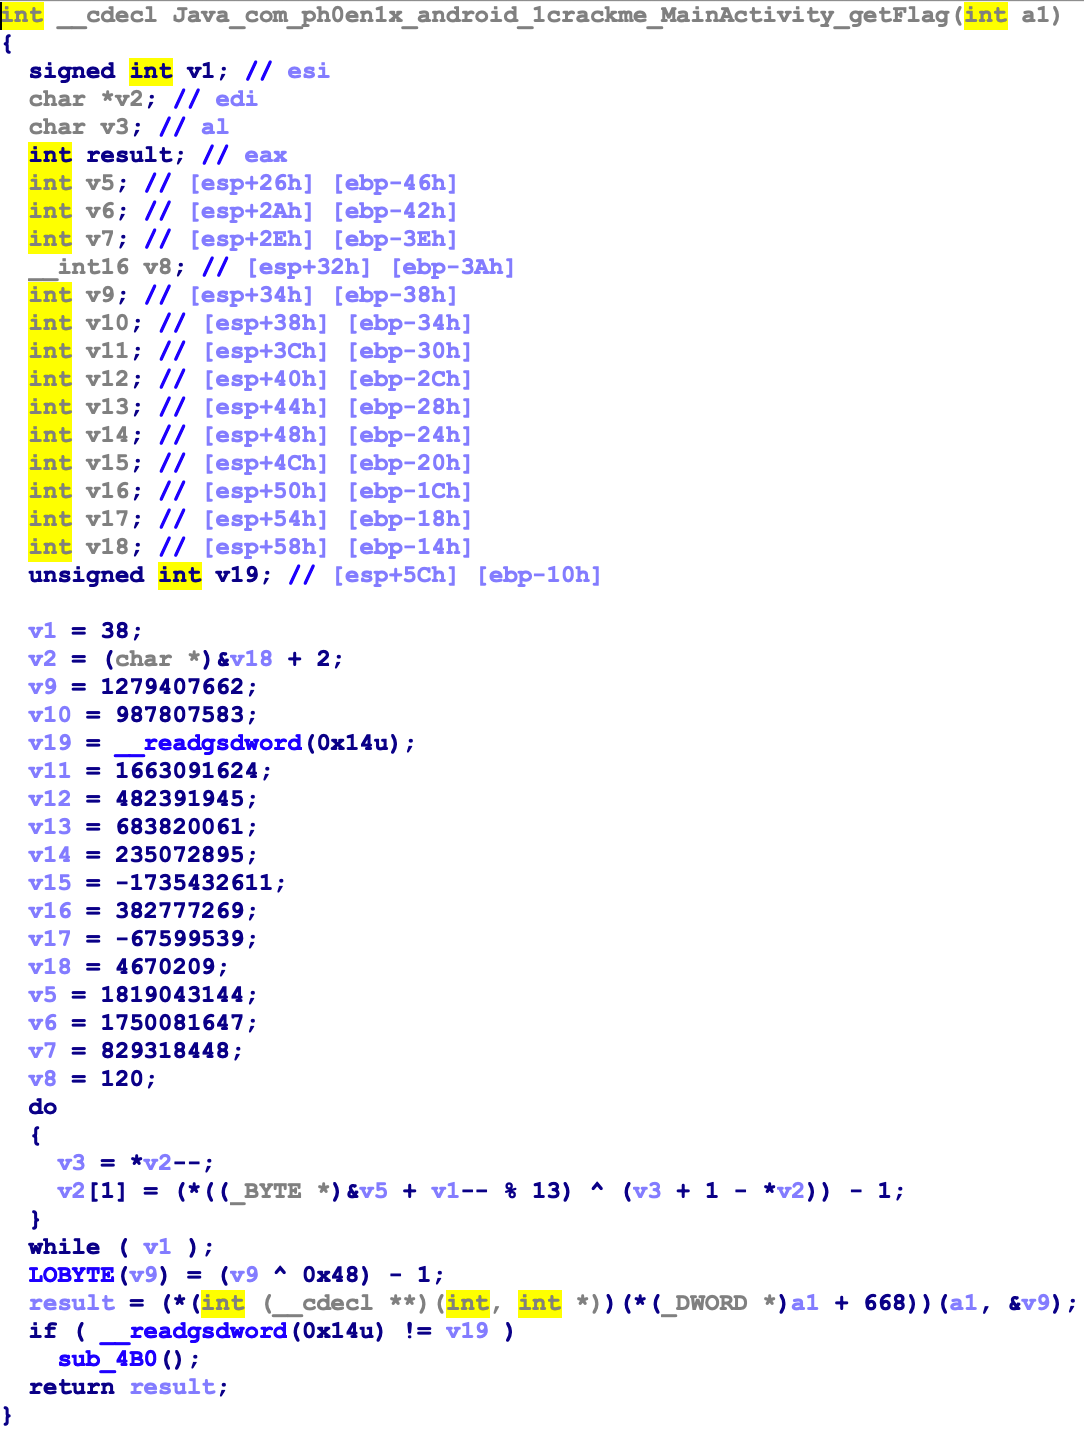 int __cdecl Java_com_ph0en1x_android_1crackme_MainActivity_getFlag(int a1)
{
signed int v1; // esi
char *v2; // edi
char v3; // al
int result; // eax
int v5; // [esp+26h] [ebp-46h]
int v6; // [esp+2Ah] [ebp-42h]
int v7; // [esp+2Eh] [ebp-3Eh]
__int16 v8; // [esp+32h] [ebp-3Ah]
int v9; // [esp+34h] [ebp-38h]
int v10; // [esp+38h] [ebp-34h]
int v11; // [esp+3Ch] [ebp-30h]
int v12; // [esp+40h] [ebp-2Ch]
int v13; // [esp+44h] [ebp-28h]
int v14; // [esp+48h] [ebp-24h]
int v15; // [esp+4Ch] [ebp-20h]
int v16; // [esp+50h] [ebp-1Ch]
int v17; // [esp+54h] [ebp-18h]
int v18; // [esp+58h] [ebp-14h]
unsigned int v19; // [esp+5Ch] [ebp-10h]
v1 = 38;
v2 = (char *)&v18 + 2;
v9 = 1279407662;
v10 = 987807583;
v19 = __readgsdword(0x14u);
v11 = 1663091624;
v12 = 482391945;
v13 = 683820061;
v14 = 235072895;
v15 = -1735432611;
v16 = 382777269;
v17 = -67599539;
v18 = 4670209;
v5 = 1819043144;
v6 = 1750081647;
v7 = 829318448;
v8 = 120;
do
{
v3 = *v2--;
v2[1] = (*((_BYTE *)&v5 + v1-- % 13) ^ (v3 + 1 - *v2)) - 1;
}
while ( v1 );
LOBYTE(v9) = (v9 ^ 0x48) - 1;
result = (*(int (__cdecl **)(int, int *))(*(_DWORD *)a1 + 668))(a1, &v9);
if ( __readgsdword(0x14u) != v19 )
sub_4B0();
return result;
}